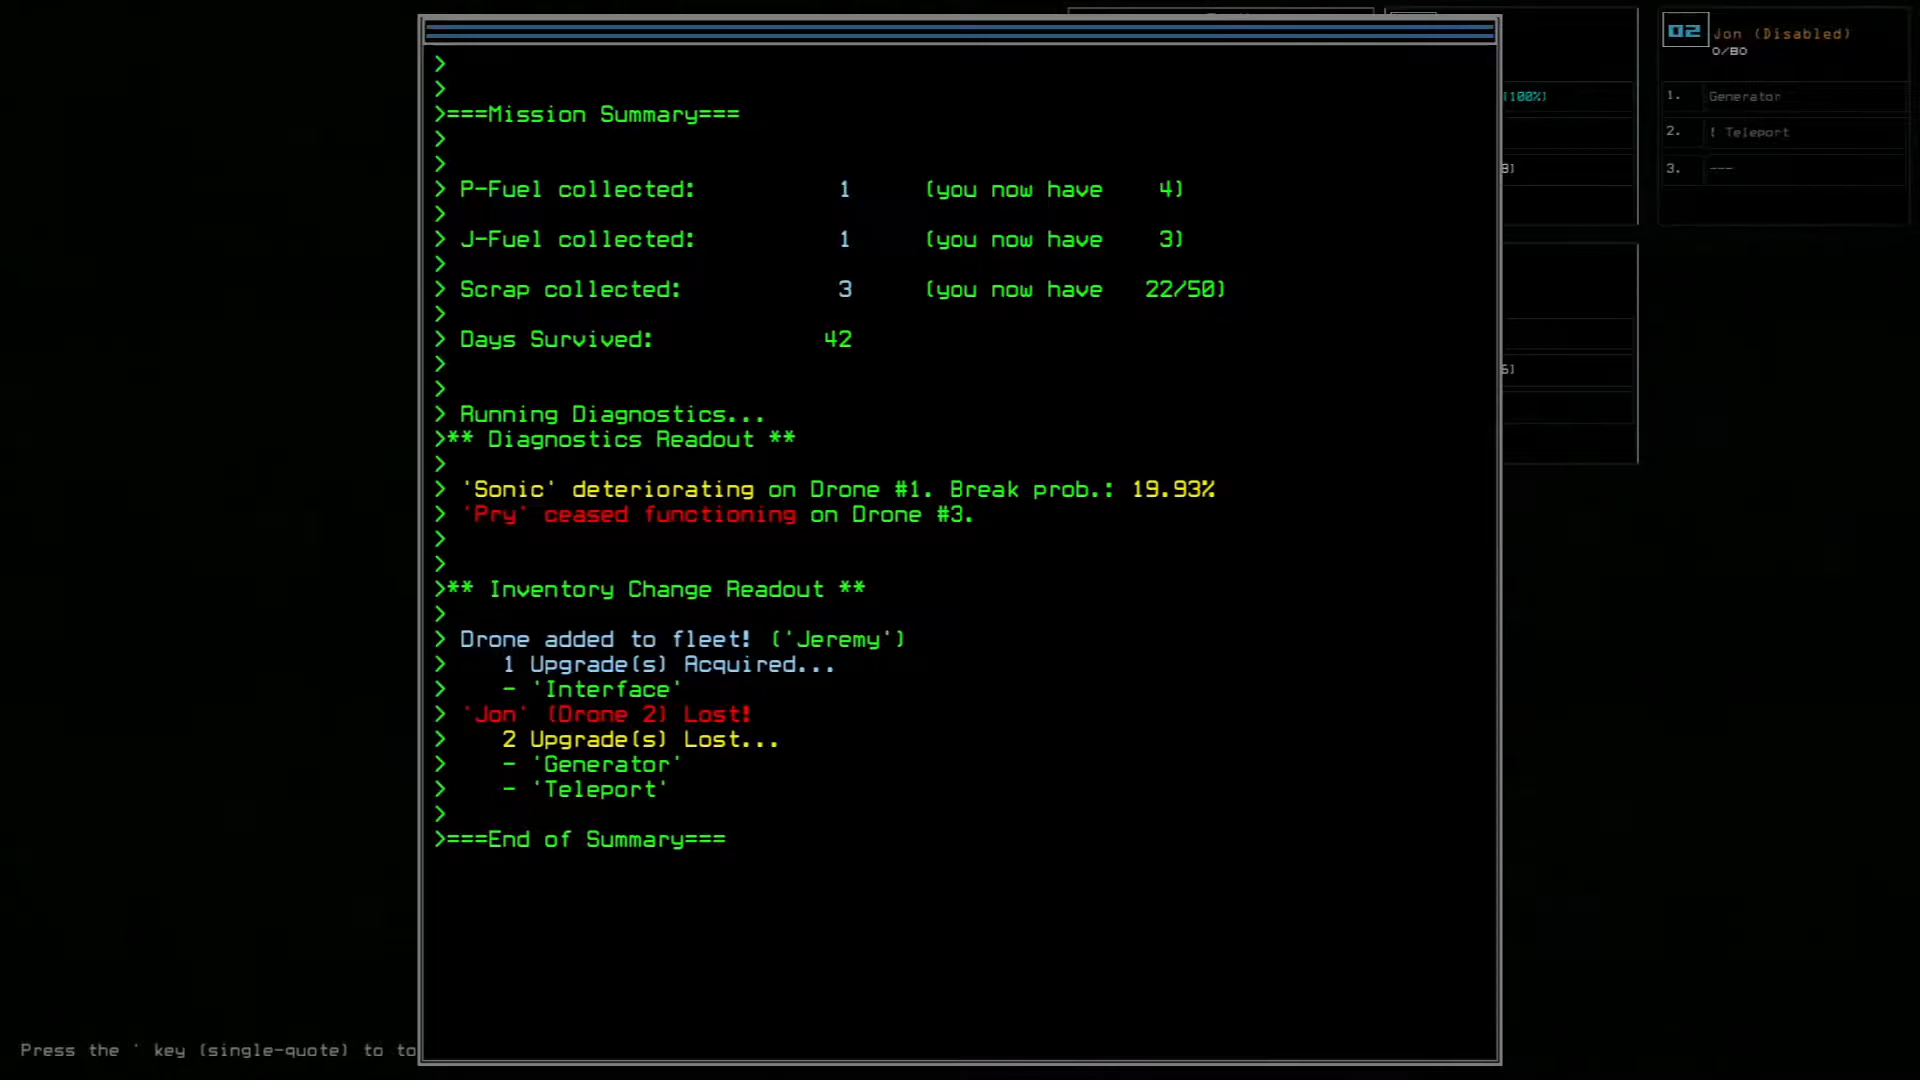 >
>
>===Mission Summary===
>
>
> P-Fuel collected: 1 (you now have 4)
>
> J-Fuel collected: 1 (you now have 3)
>
> Scrap collected: 3 (you now have 22/50)
>
> Days Survived: 42
>
>
> Running Diagnostics...
>** Diagnostics Readout **
>
> 'Sonic' deteriorating on Drone #1. Break prob.: 19.93%
> 'Pry' ceased functioning on Drone #3.
>
>
>** Inventory Change Readout **
>
> Drone added to fleet! ('Jeremy')
> 1 Upgrade(s) Acquired...
> - 'Interface'
> 'Jon' (Drone 2) Lost!
> 2 Upgrade(s) Lost...
> - 'Generator'
> - 'Teleport'
>
>===End of Summary===
02 Jon (Disabled)
0/80
1. Generator
2. ! Teleport
3. ---
(100%)
Press the ' key (single-quote) to to